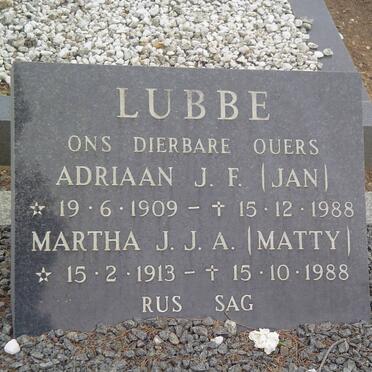 LUBBE
ONS DIERBARE OUERS
ADRIAAN J. F. (JAN)
☆ 19·6·1909 – † 15·12·1988
MARTHA J. J. A. (MATTY)
☆ 15·2·1913 – † 15·10·1988
RUS SAG